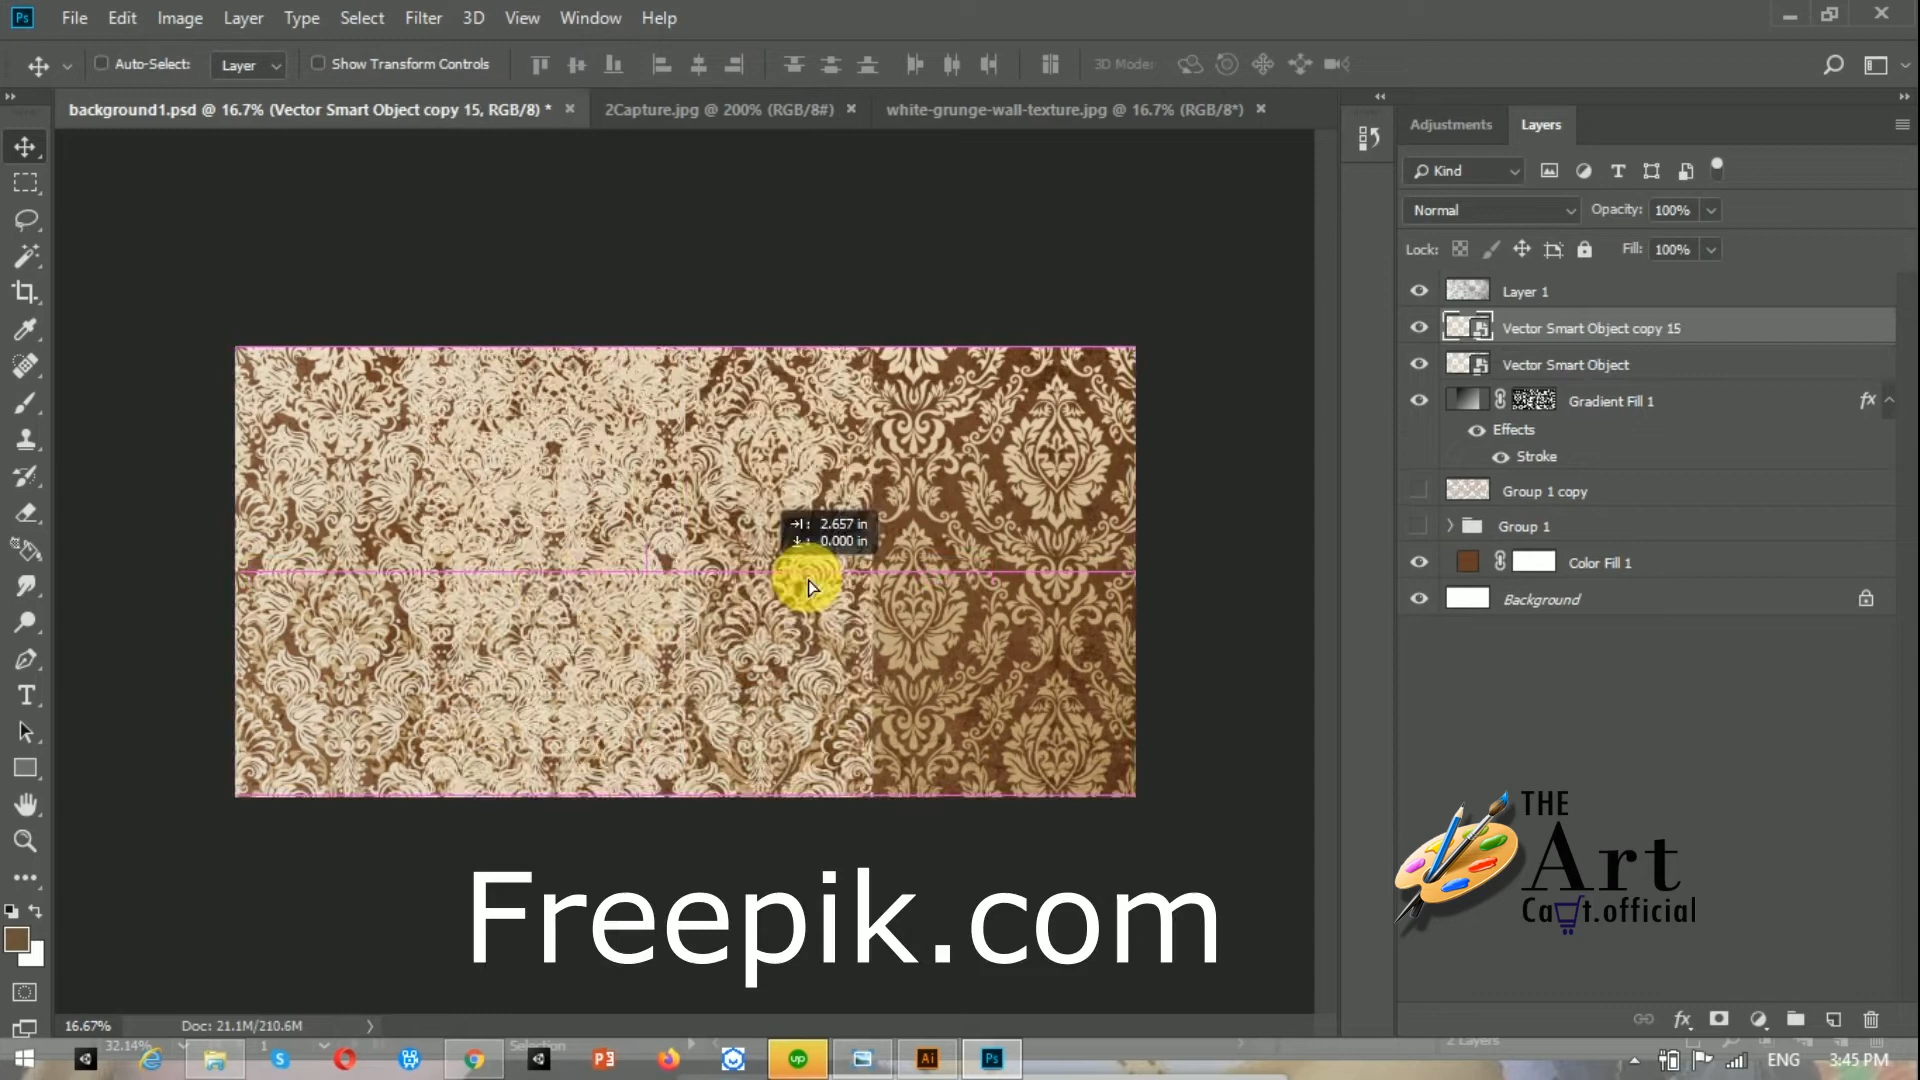 Ps File Edit Image Layer Type Select Filter 3D View Window Help
Auto-Select: Layer Show Transform Controls 3D Mode:
background1.psd @ 16.7% (Vector Smart Object copy 15, RGB/8) * 2Capture.jpg @ 200% (RGB/8#) white-grunge-wall-texture.jpg @ 16.7% (RGB/8*)
Adjustments Layers
Kind
Normal Opacity: 100%
Lock: Fill: 100%
Layer 1
Vector Smart Object copy 15
Vector Smart Object
Gradient Fill 1 fx
Effects
Stroke
Group 1 copy
Group 1
Color Fill 1
Background
2.657 in
0.000 in
THE
Art
Cart.official
Freepik.com
16.67% Doc: 21.1M/210.6M
32.14% 1 Selection 2 Layers
ENG 3:45 PM